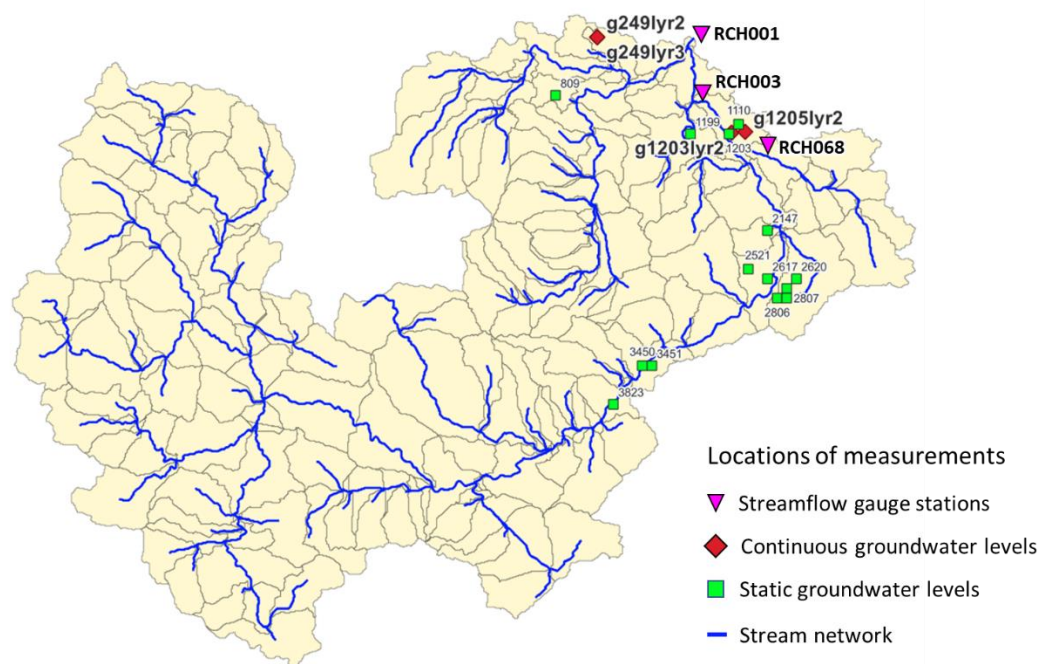 g249lyr2
RCH001
g249lyr3
RCH003
809
1110
1199
g1205lyr2
g1203lyr2
1203
RCH068
2147
2521
2617
2620
2807
2806
3450
3451
3823
Locations of measurements
Streamflow gauge stations
Continuous groundwater levels
Static groundwater levels
Stream network